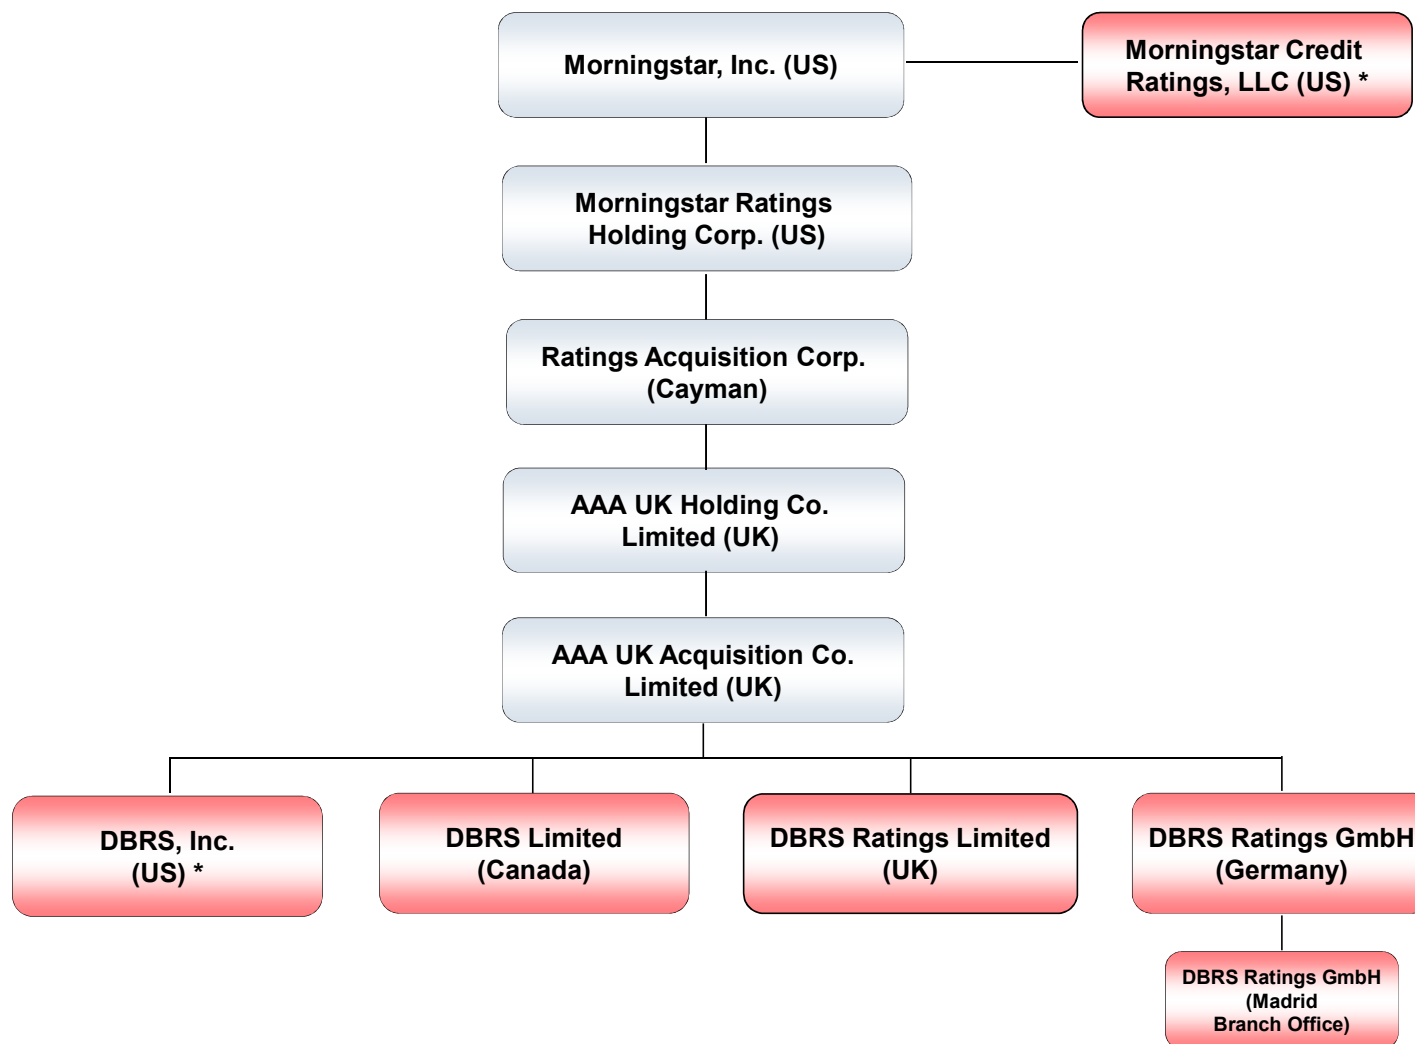 Morningstar, Inc. (US)
Morningstar Credit
Ratings, LLC (US) *
Morningstar Ratings
Holding Corp. (US)
Ratings Acquisition Corp.
(Cayman)
AAA UK Holding Co.
Limited (UK)
AAA UK Acquisition Co.
Limited (UK)
DBRS, Inc.
(US) *
DBRS Limited
(Canada)
DBRS Ratings Limited
(UK)
DBRS Ratings GmbH
(Germany)
DBRS Ratings GmbH
(Madrid
Branch Office)